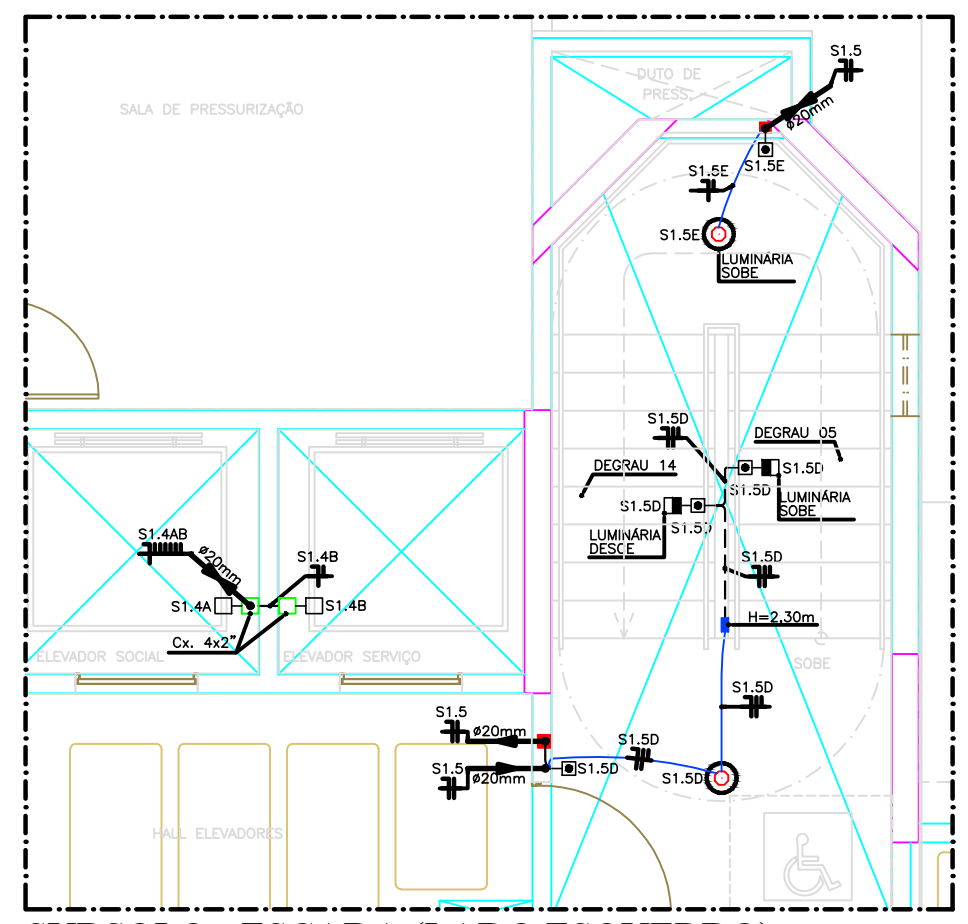 S1.5
DUTO DE
PRESS.
SALA DE PRESSURIZAÇÃO
ø20mm
S1.5E
S1.5E
S1.5E
LUMINÁRIA
SOBE
S1.5D
DEGRAU 05
DEGRAU 14
S1.5D
S1.5D
LUMINÁRIA
SOBE
S1.5D
S1.5D
LUMINÁRIA
DESCE
S1.4AB
ø20mm
S1.4B
S1.5D
S1.4A
S1.4B
H=2,30m
Cx. 4x2"
ELEVADOR SOCIAL
ELEVADOR SERVIÇO
SOBE
S1.5D
S1.5
ø20mm
S1.5D
S1.5
ø20mm
S1.5D
S1.5D
HALL ELEVADORES